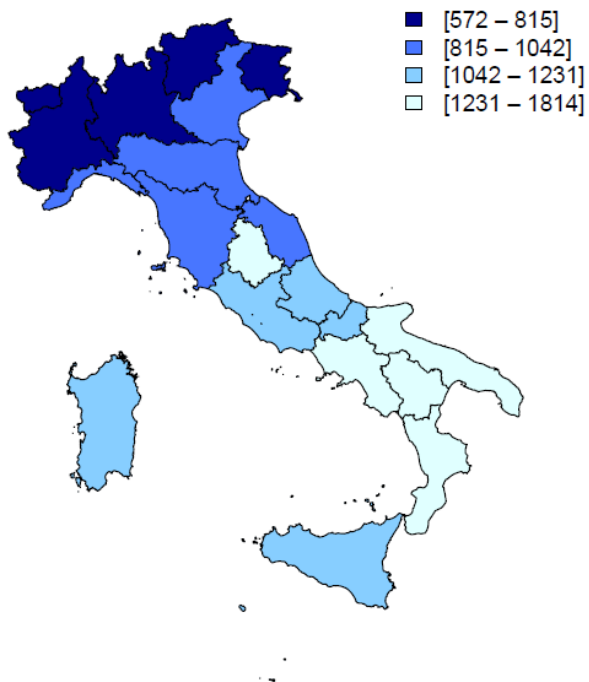 [572 – 815]
[815 – 1042]
[1042 – 1231]
[1231 – 1814]